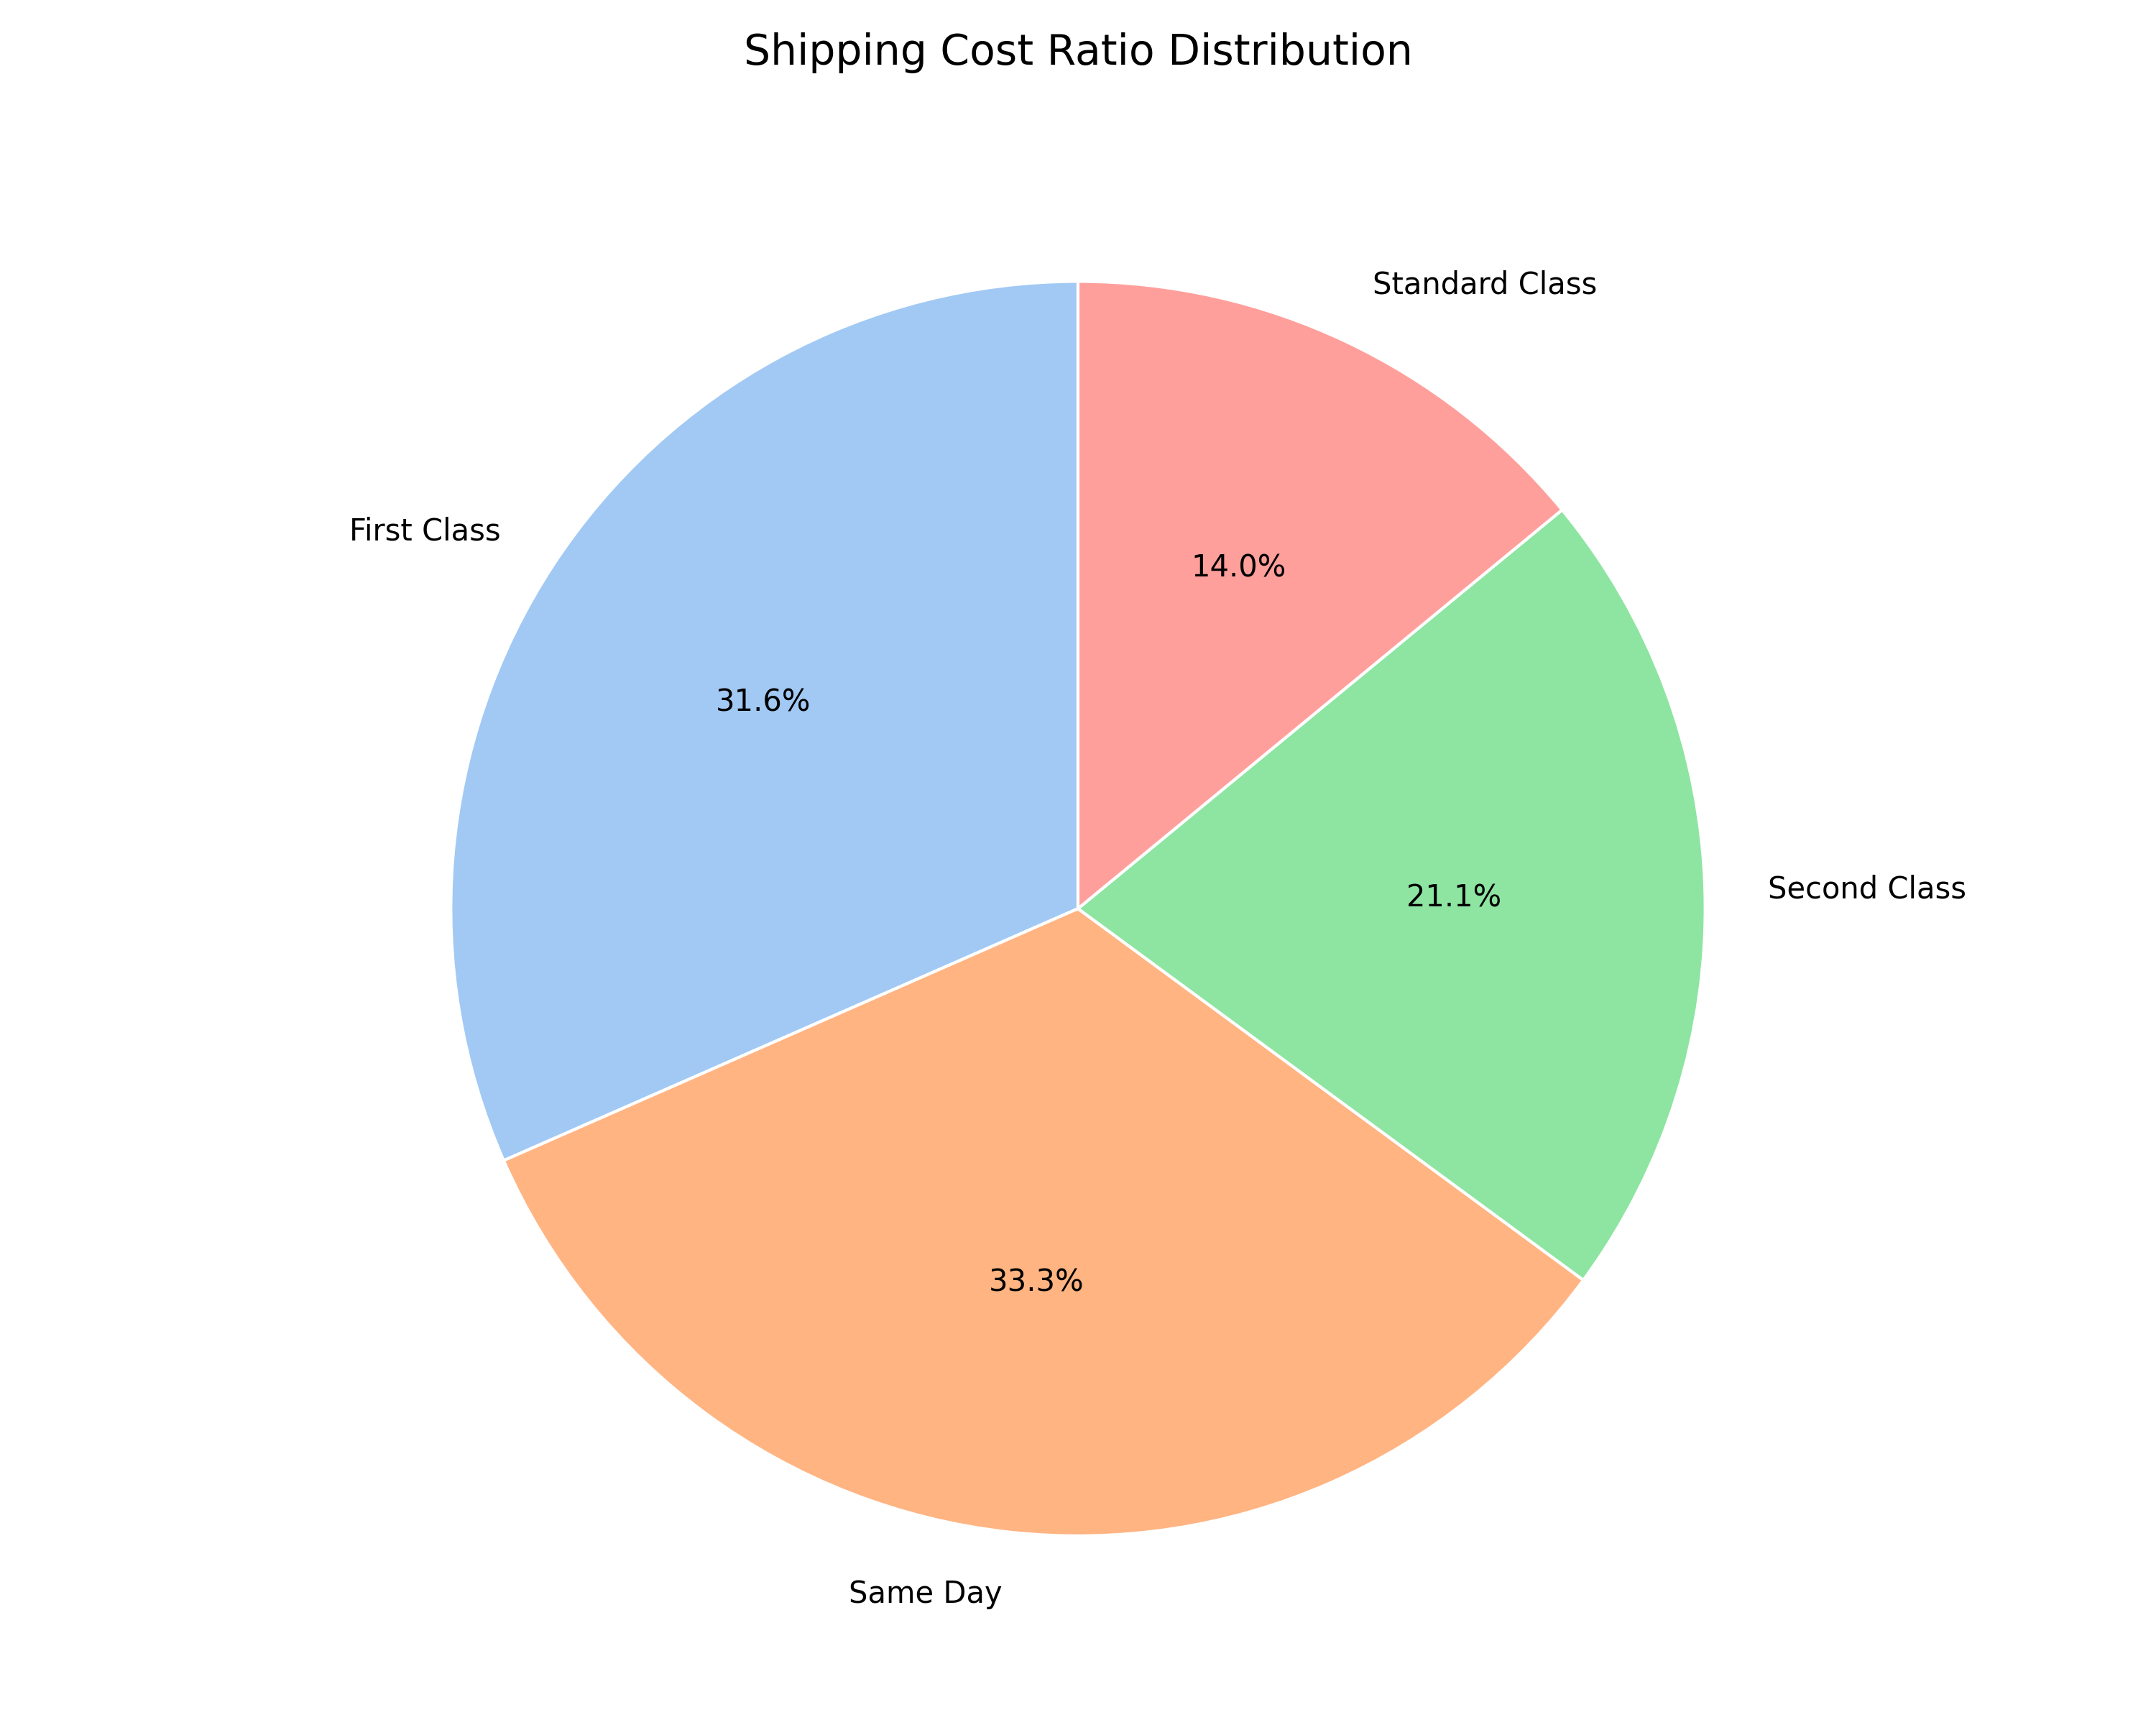 Shipping Cost Ratio Distribution
Standard Class
First Class
14.0%
31.6%
Second Class
21.1%
33.3%
Same Day